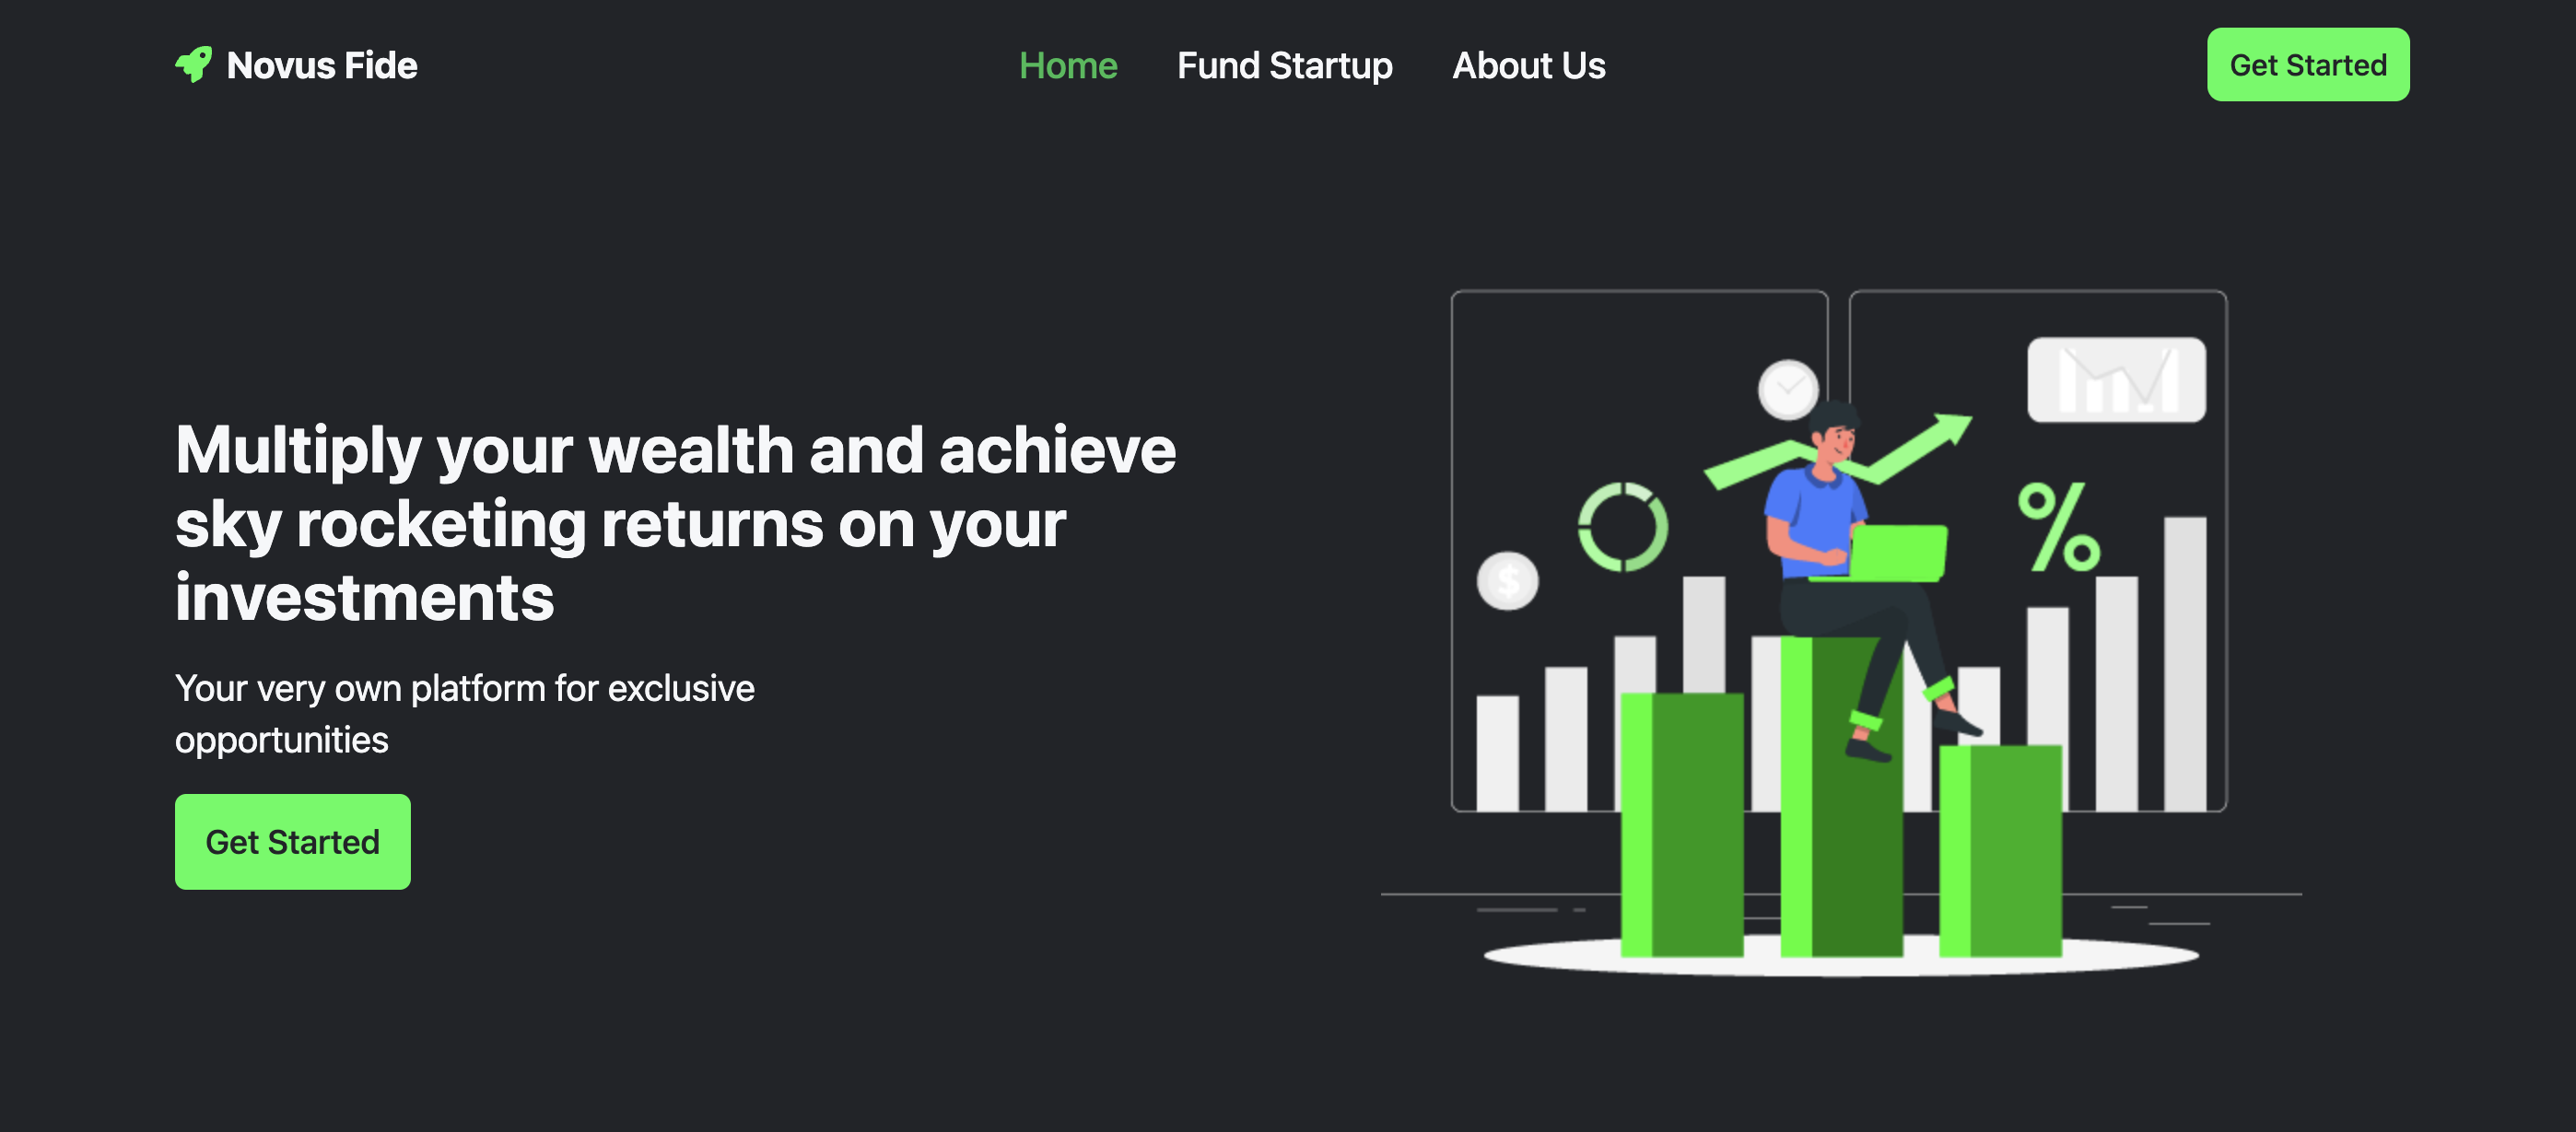 Novus Fide
Home
Fund Startup
About Us
Get Started
Multiply your wealth and achieve
sky rocketing returns on your
investments
Your very own platform for exclusive
opportunities
Get Started
$
%